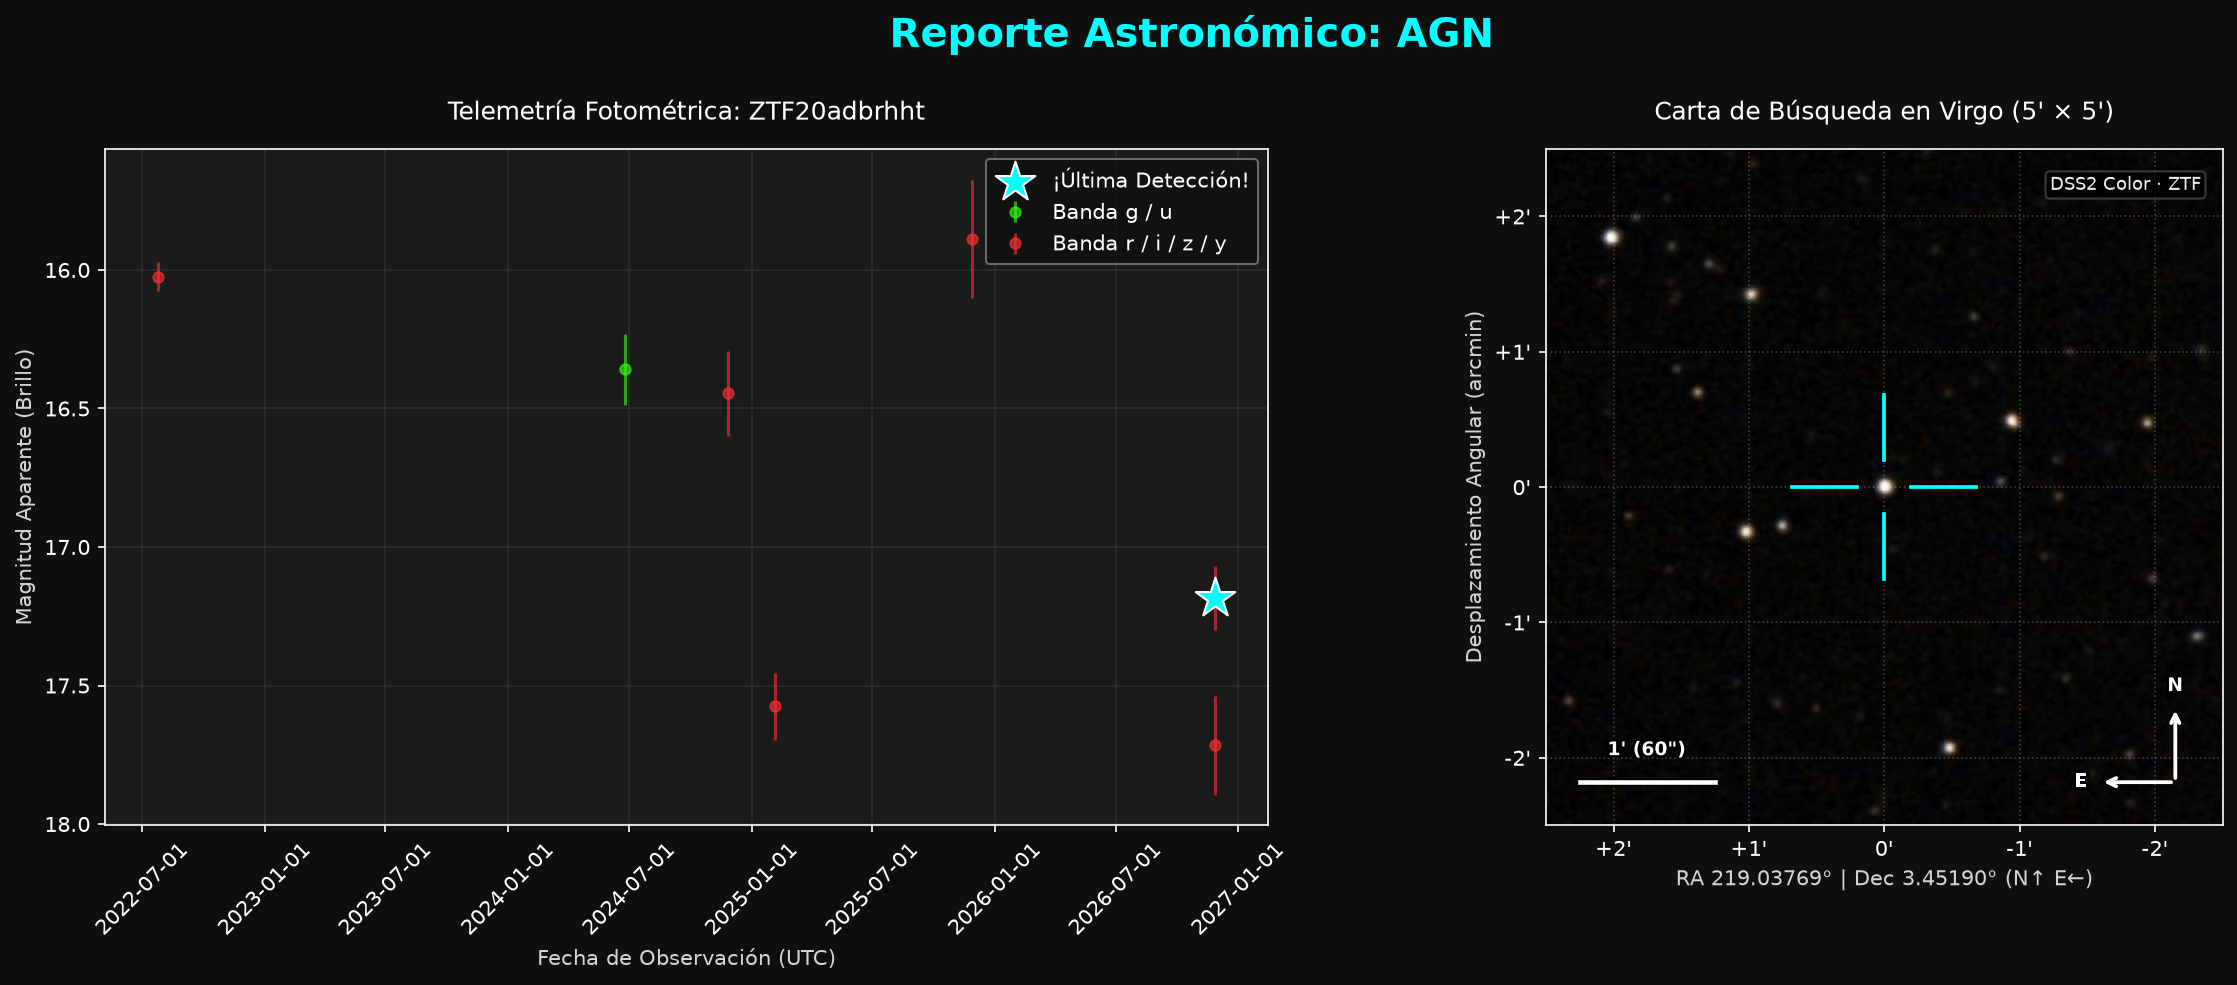 Reporte Astronómico: AGN
Telemetría Fotométrica: ZTF20adbrhht
¡Última Detección!
Banda g / u
Banda r / i / z / y
Magnitud Aparente (Brillo)
16.0
16.5
17.0
17.5
18.0
2022-07-01
2023-01-01
2023-07-01
2024-01-01
2024-07-01
2025-01-01
2025-07-01
2026-01-01
2026-07-01
2027-01-01
Fecha de Observación (UTC)
Carta de Búsqueda en Virgo (5' × 5')
DSS2 Color · ZTF
Desplazamiento Angular (arcmin)
+2'
+1'
0'
-1'
-2'
N
E
1' (60")
+2'
+1'
0'
-1'
-2'
RA 219.03769° | Dec 3.45190° (N↑ E←)